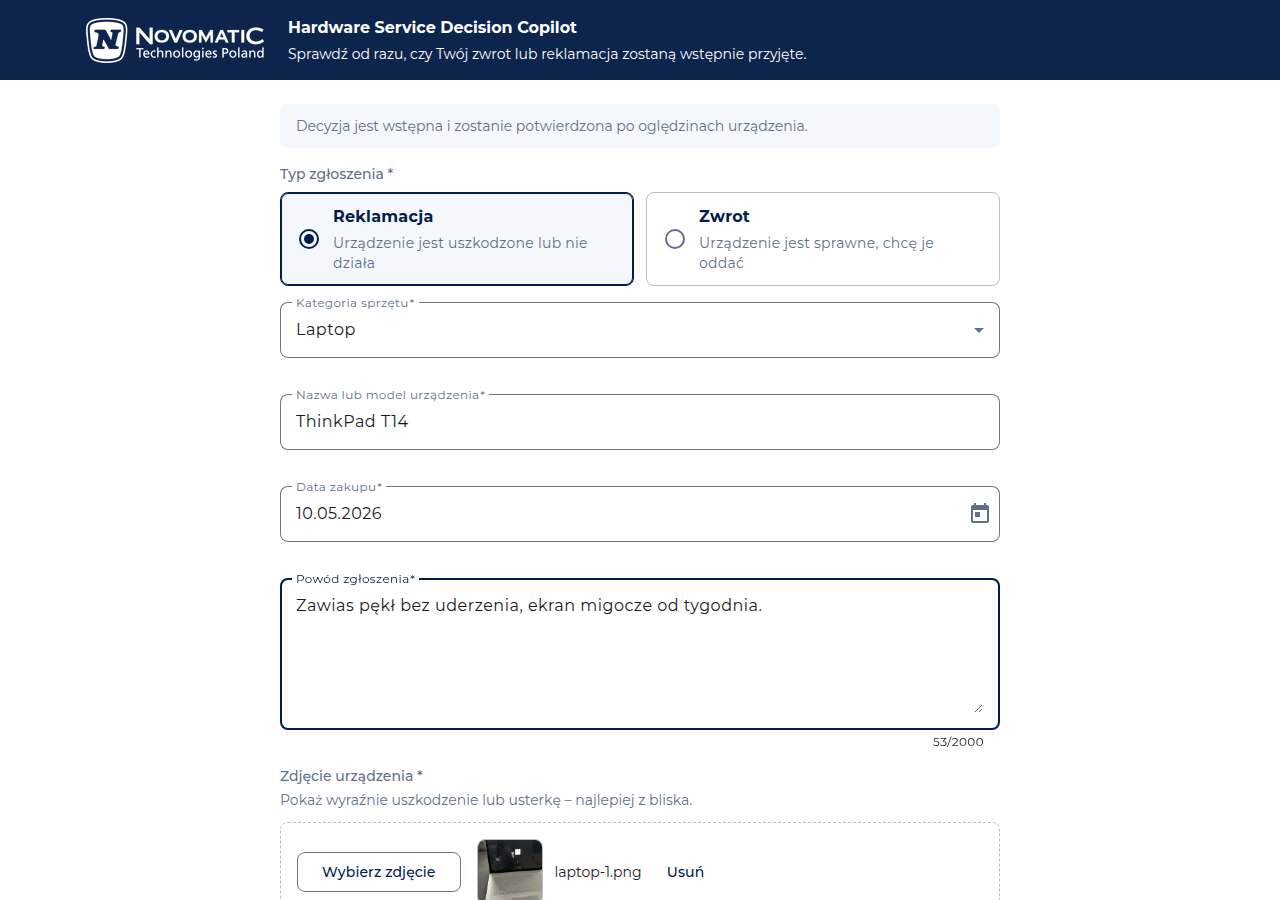 NOVOMATIC
Technologies Poland
Hardware Service Decision Copilot
Sprawdź od razu, czy Twój zwrot lub reklamacja zostaną wstępnie przyjęte.
Decyzja jest wstępna i zostanie potwierdzona po oględzinach urządzenia.
Typ zgłoszenia *
Reklamacja
Urządzenie jest uszkodzone lub nie
działa
Zwrot
Urządzenie jest sprawne, chcę je
oddać
Kategoria sprzętu*
Laptop
Nazwa lub model urządzenia*
ThinkPad T14
Data zakupu*
10.05.2026
Powód zgłoszenia*
Zawias pękł bez uderzenia, ekran migocze od tygodnia.
53/2000
Zdjęcie urządzenia *
Pokaż wyraźnie uszkodzenie lub usterkę – najlepiej z bliska.
Wybierz zdjęcie
laptop-1.png
Usuń